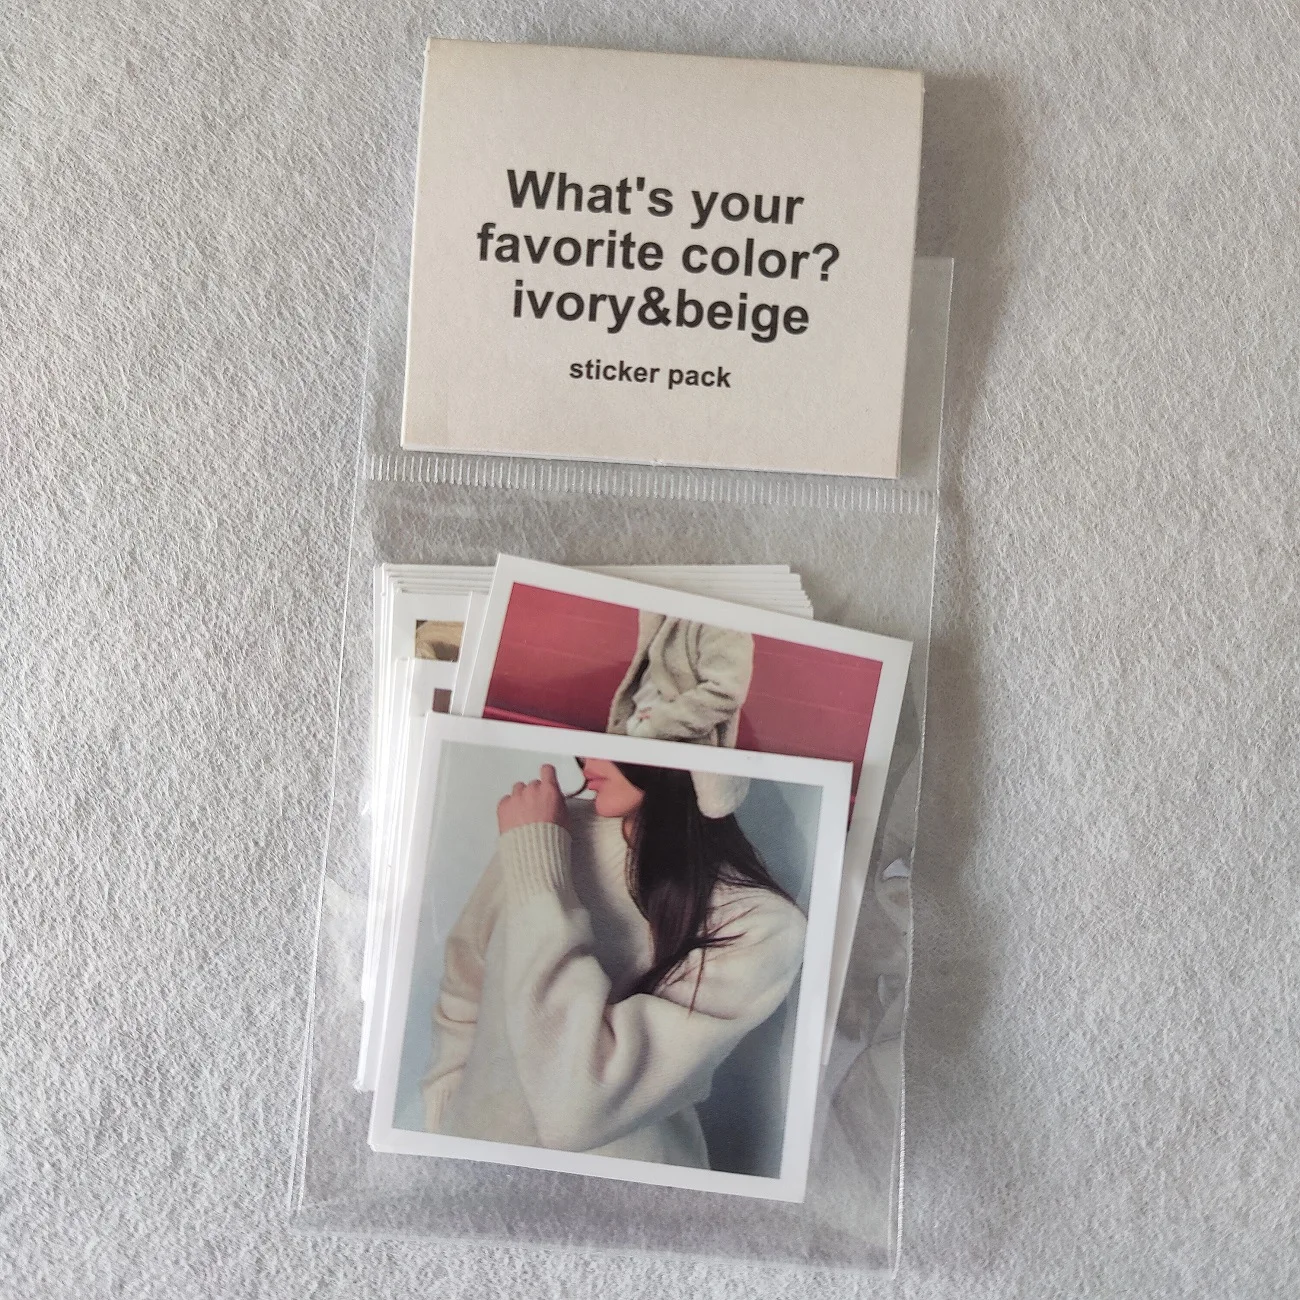 What's your
favorite color?
ivory&beige
sticker pack